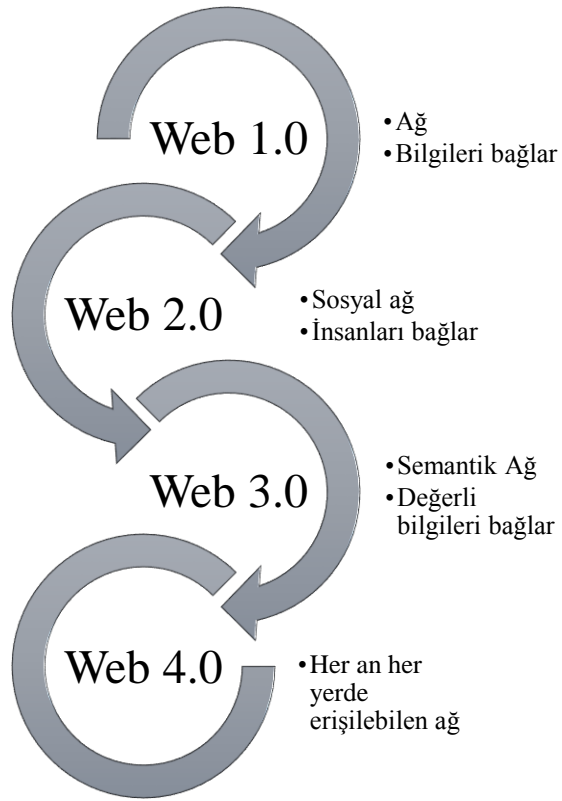 Web 1.0
•Ağ
•Bilgileri bağlar
Web 2.0
•Sosyal ağ
•İnsanları bağlar
Web 3.0
•Semantik Ağ
•Değerli
bilgileri bağlar
Web 4.0
•Her an her
yerde
erişilebilen ağ